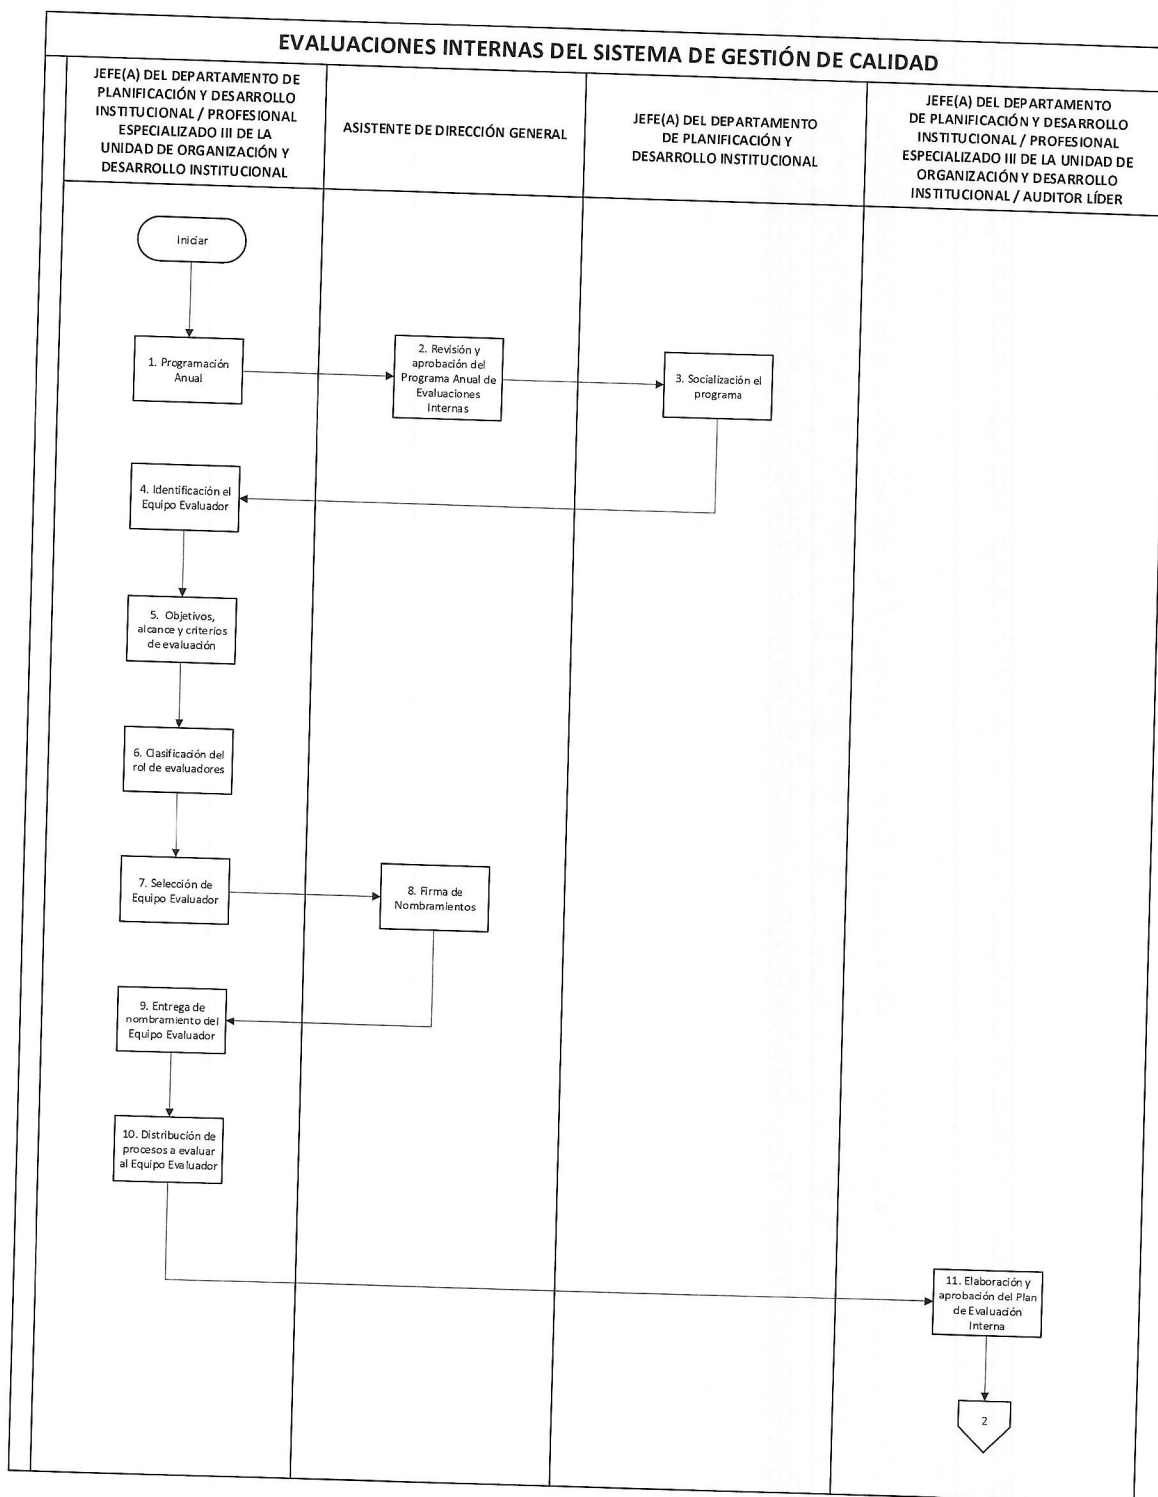 EVALUACIONES INTERNAS DEL SISTEMA DE GESTIÓN DE CALIDAD
JEFE(A) DEL DEPARTAMENTO DE
PLANIFICACIÓN Y DESARROLLO
INSTITUCIONAL / PROFESIONAL
ESPECIALIZADO III DE LA
UNIDAD DE ORGANIZACIÓN Y
DESARROLLO INSTITUCIONAL
ASISTENTE DE DIRECCIÓN GENERAL
JEFE(A) DEL DEPARTAMENTO
DE PLANIFICACIÓN Y
DESARROLLO INSTITUCIONAL
JEFE(A) DEL DEPARTAMENTO
DE PLANIFICACIÓN Y DESARROLLO
INSTITUCIONAL / PROFESIONAL
ESPECIALIZADO III DE LA UNIDAD DE
ORGANIZACIÓN Y DESARROLLO
INSTITUCIONAL / AUDITOR LÍDER
Iniciar
1. Programación
Anual
2. Revisión y
aprobación del
Programa Anual de
Evaluaciones
Internas
3. Socialización el
programa
4. Identificación el
Equipo Evaluador
5. Objetivos,
alcance y criterios
de evaluación
6. Clasificación del
rol de evaluadores
7. Selección de
Equipo Evaluador
8. Firma de
Nombramientos
9. Entrega de
nombramiento del
Equipo Evaluador
10. Distribución de
procesos a evaluar
al Equipo Evaluador
11. Elaboración y
aprobación del Plan
de Evaluación
Interna
2